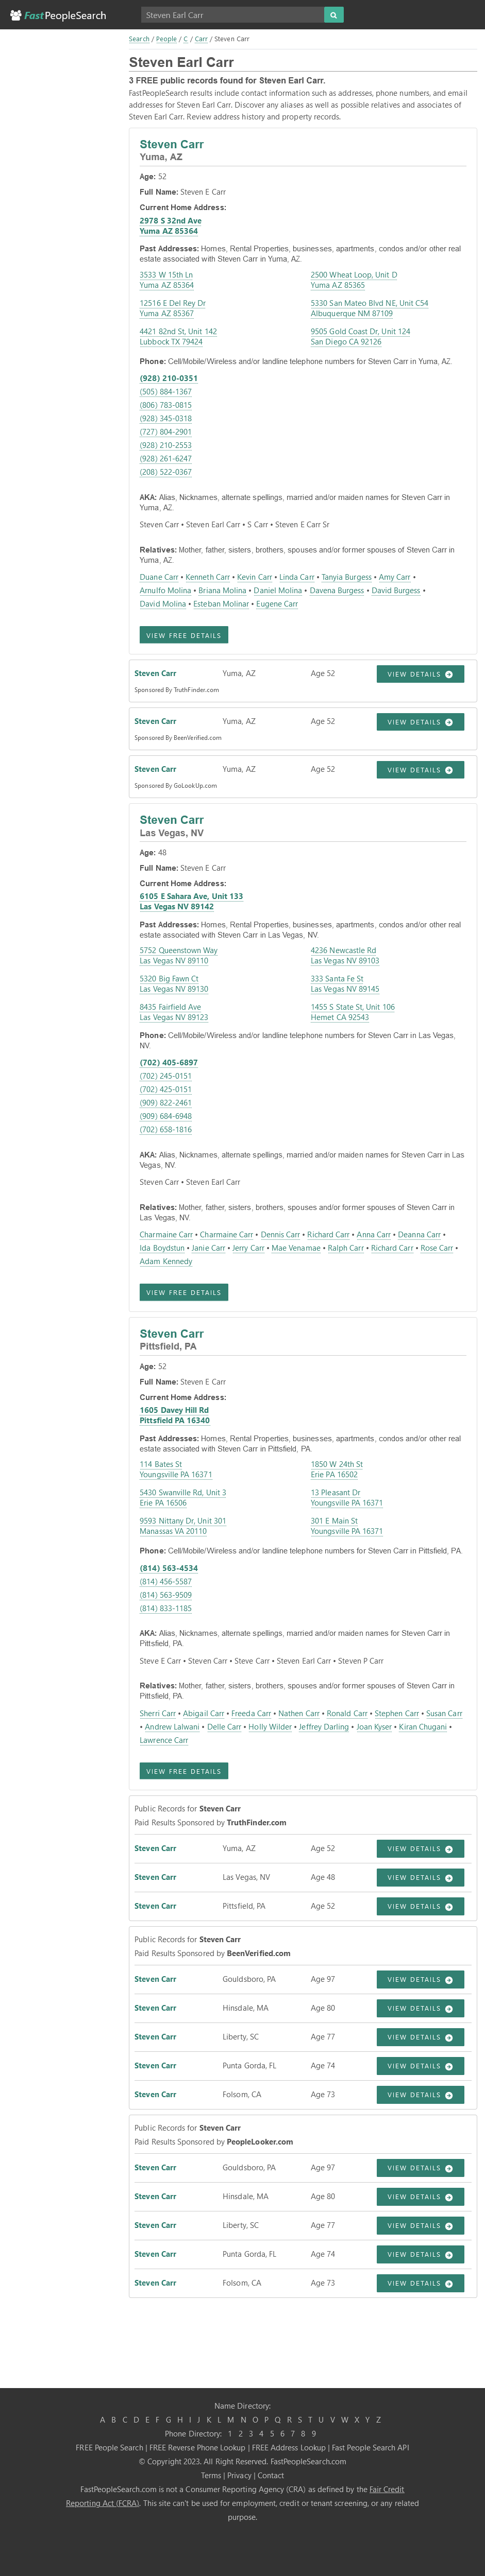 FastPeopleSearch
Steven Earl Carr
Search / People / C / Carr / Steven Carr
Steven Earl Carr
3 FREE public records found for Steven Earl Carr.
FastPeopleSearch results include contact information such as addresses, phone numbers, and email
addresses for Steven Earl Carr. Discover any aliases as well as possible relatives and associates of
Steven Earl Carr. Review address history and property records.
Steven Carr
Yuma, AZ
Age: 52
Full Name: Steven E Carr
Current Home Address:
2978 S 32nd Ave
Yuma AZ 85364
Past Addresses: Homes, Rental Properties, businesses, apartments, condos and/or other real
estate associated with Steven Carr in Yuma, AZ.
3533 W 15th Ln
Yuma AZ 85364
2500 Wheat Loop, Unit D
Yuma AZ 85365
12516 E Del Rey Dr
Yuma AZ 85367
5330 San Mateo Blvd NE, Unit C54
Albuquerque NM 87109
4421 82nd St, Unit 142
Lubbock TX 79424
9505 Gold Coast Dr, Unit 124
San Diego CA 92126
Phone: Cell/Mobile/Wireless and/or landline telephone numbers for Steven Carr in Yuma, AZ.
(928) 210-0351
(505) 884-1367
(806) 783-0815
(928) 345-0318
(727) 804-2901
(928) 210-2553
(928) 261-6247
(208) 522-0367
AKA: Alias, Nicknames, alternate spellings, married and/or maiden names for Steven Carr in
Yuma, AZ.
Steven Carr • Steven Earl Carr • S Carr • Steven E Carr Sr
Relatives: Mother, father, sisters, brothers, spouses and/or former spouses of Steven Carr in
Yuma, AZ.
Duane Carr • Kenneth Carr • Kevin Carr • Linda Carr • Tanyia Burgess • Amy Carr •
Arnulfo Molina • Briana Molina • Daniel Molina • Davena Burgess • David Burgess •
David Molina • Esteban Molinar • Eugene Carr
VIEW FREE DETAILS
Steven Carr Yuma, AZ Age 52 VIEW DETAILS
Sponsored By TruthFinder.com
Steven Carr Yuma, AZ Age 52 VIEW DETAILS
Sponsored By BeenVerified.com
Steven Carr Yuma, AZ Age 52 VIEW DETAILS
Sponsored By GoLookUp.com
Steven Carr
Las Vegas, NV
Age: 48
Full Name: Steven E Carr
Current Home Address:
6105 E Sahara Ave, Unit 133
Las Vegas NV 89142
Past Addresses: Homes, Rental Properties, businesses, apartments, condos and/or other real
estate associated with Steven Carr in Las Vegas, NV.
5752 Queenstown Way
Las Vegas NV 89110
4236 Newcastle Rd
Las Vegas NV 89103
5320 Big Fawn Ct
Las Vegas NV 89130
333 Santa Fe St
Las Vegas NV 89145
8435 Fairfield Ave
Las Vegas NV 89123
1455 S State St, Unit 106
Hemet CA 92543
Phone: Cell/Mobile/Wireless and/or landline telephone numbers for Steven Carr in Las Vegas,
NV.
(702) 405-6897
(702) 245-0151
(702) 425-0151
(909) 822-2461
(909) 684-6948
(702) 658-1816
AKA: Alias, Nicknames, alternate spellings, married and/or maiden names for Steven Carr in Las
Vegas, NV.
Steven Carr • Steven Earl Carr
Relatives: Mother, father, sisters, brothers, spouses and/or former spouses of Steven Carr in
Las Vegas, NV.
Charmaine Carr • Charmaine Carr • Dennis Carr • Richard Carr • Anna Carr • Deanna Carr •
Ida Boydstun • Janie Carr • Jerry Carr • Mae Venamae • Ralph Carr • Richard Carr • Rose Carr •
Adam Kennedy
VIEW FREE DETAILS
Steven Carr
Pittsfield, PA
Age: 52
Full Name: Steven E Carr
Current Home Address:
1605 Davey Hill Rd
Pittsfield PA 16340
Past Addresses: Homes, Rental Properties, businesses, apartments, condos and/or other real
estate associated with Steven Carr in Pittsfield, PA.
114 Bates St
Youngsville PA 16371
1850 W 24th St
Erie PA 16502
5430 Swanville Rd, Unit 3
Erie PA 16506
13 Pleasant Dr
Youngsville PA 16371
9593 Nittany Dr, Unit 301
Manassas VA 20110
301 E Main St
Youngsville PA 16371
Phone: Cell/Mobile/Wireless and/or landline telephone numbers for Steven Carr in Pittsfield, PA.
(814) 563-4534
(814) 456-5587
(814) 563-9509
(814) 833-1185
AKA: Alias, Nicknames, alternate spellings, married and/or maiden names for Steven Carr in
Pittsfield, PA.
Steve E Carr • Steven Carr • Steve Carr • Steven Earl Carr • Steven P Carr
Relatives: Mother, father, sisters, brothers, spouses and/or former spouses of Steven Carr in
Pittsfield, PA.
Sherri Carr • Abigail Carr • Freeda Carr • Nathen Carr • Ronald Carr • Stephen Carr • Susan Carr
• Andrew Lalwani • Delle Carr • Holly Wilder • Jeffrey Darling • Joan Kyser • Kiran Chugani •
Lawrence Carr
VIEW FREE DETAILS
Public Records for Steven Carr
Paid Results Sponsored by TruthFinder.com
Steven Carr Yuma, AZ Age 52 VIEW DETAILS
Steven Carr Las Vegas, NV Age 48 VIEW DETAILS
Steven Carr Pittsfield, PA Age 52 VIEW DETAILS
Public Records for Steven Carr
Paid Results Sponsored by BeenVerified.com
Steven Carr Gouldsboro, PA Age 97 VIEW DETAILS
Steven Carr Hinsdale, MA Age 80 VIEW DETAILS
Steven Carr Liberty, SC Age 77 VIEW DETAILS
Steven Carr Punta Gorda, FL Age 74 VIEW DETAILS
Steven Carr Folsom, CA Age 73 VIEW DETAILS
Public Records for Steven Carr
Paid Results Sponsored by PeopleLooker.com
Steven Carr Gouldsboro, PA Age 97 VIEW DETAILS
Steven Carr Hinsdale, MA Age 80 VIEW DETAILS
Steven Carr Liberty, SC Age 77 VIEW DETAILS
Steven Carr Punta Gorda, FL Age 74 VIEW DETAILS
Steven Carr Folsom, CA Age 73 VIEW DETAILS
Name Directory:
A B C D E F G H I J K L M N O P Q R S T U V W X Y Z
Phone Directory: 1 2 3 4 5 6 7 8 9
FREE People Search | FREE Reverse Phone Lookup | FREE Address Lookup | Fast People Search API
© Copyright 2023. All Right Reserved. FastPeopleSearch.com
Terms | Privacy | Contact
FastPeopleSearch.com is not a Consumer Reporting Agency (CRA) as defined by the Fair Credit
Reporting Act (FCRA). This site can't be used for employment, credit or tenant screening, or any related
purpose.